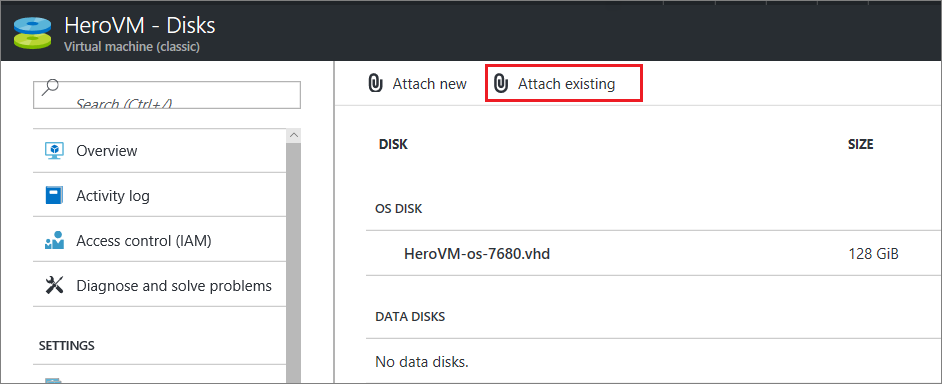 HeroVM - Disks
Virtual machine (classic)
Search (Ctrl+/)
Overview
Activity log
Access control (IAM)
Diagnose and solve problems
SETTINGS
Attach new
Attach existing
DISK SIZE
OS DISK
HeroVM-os-7680.vhd 128 GiB
DATA DISKS
No data disks.